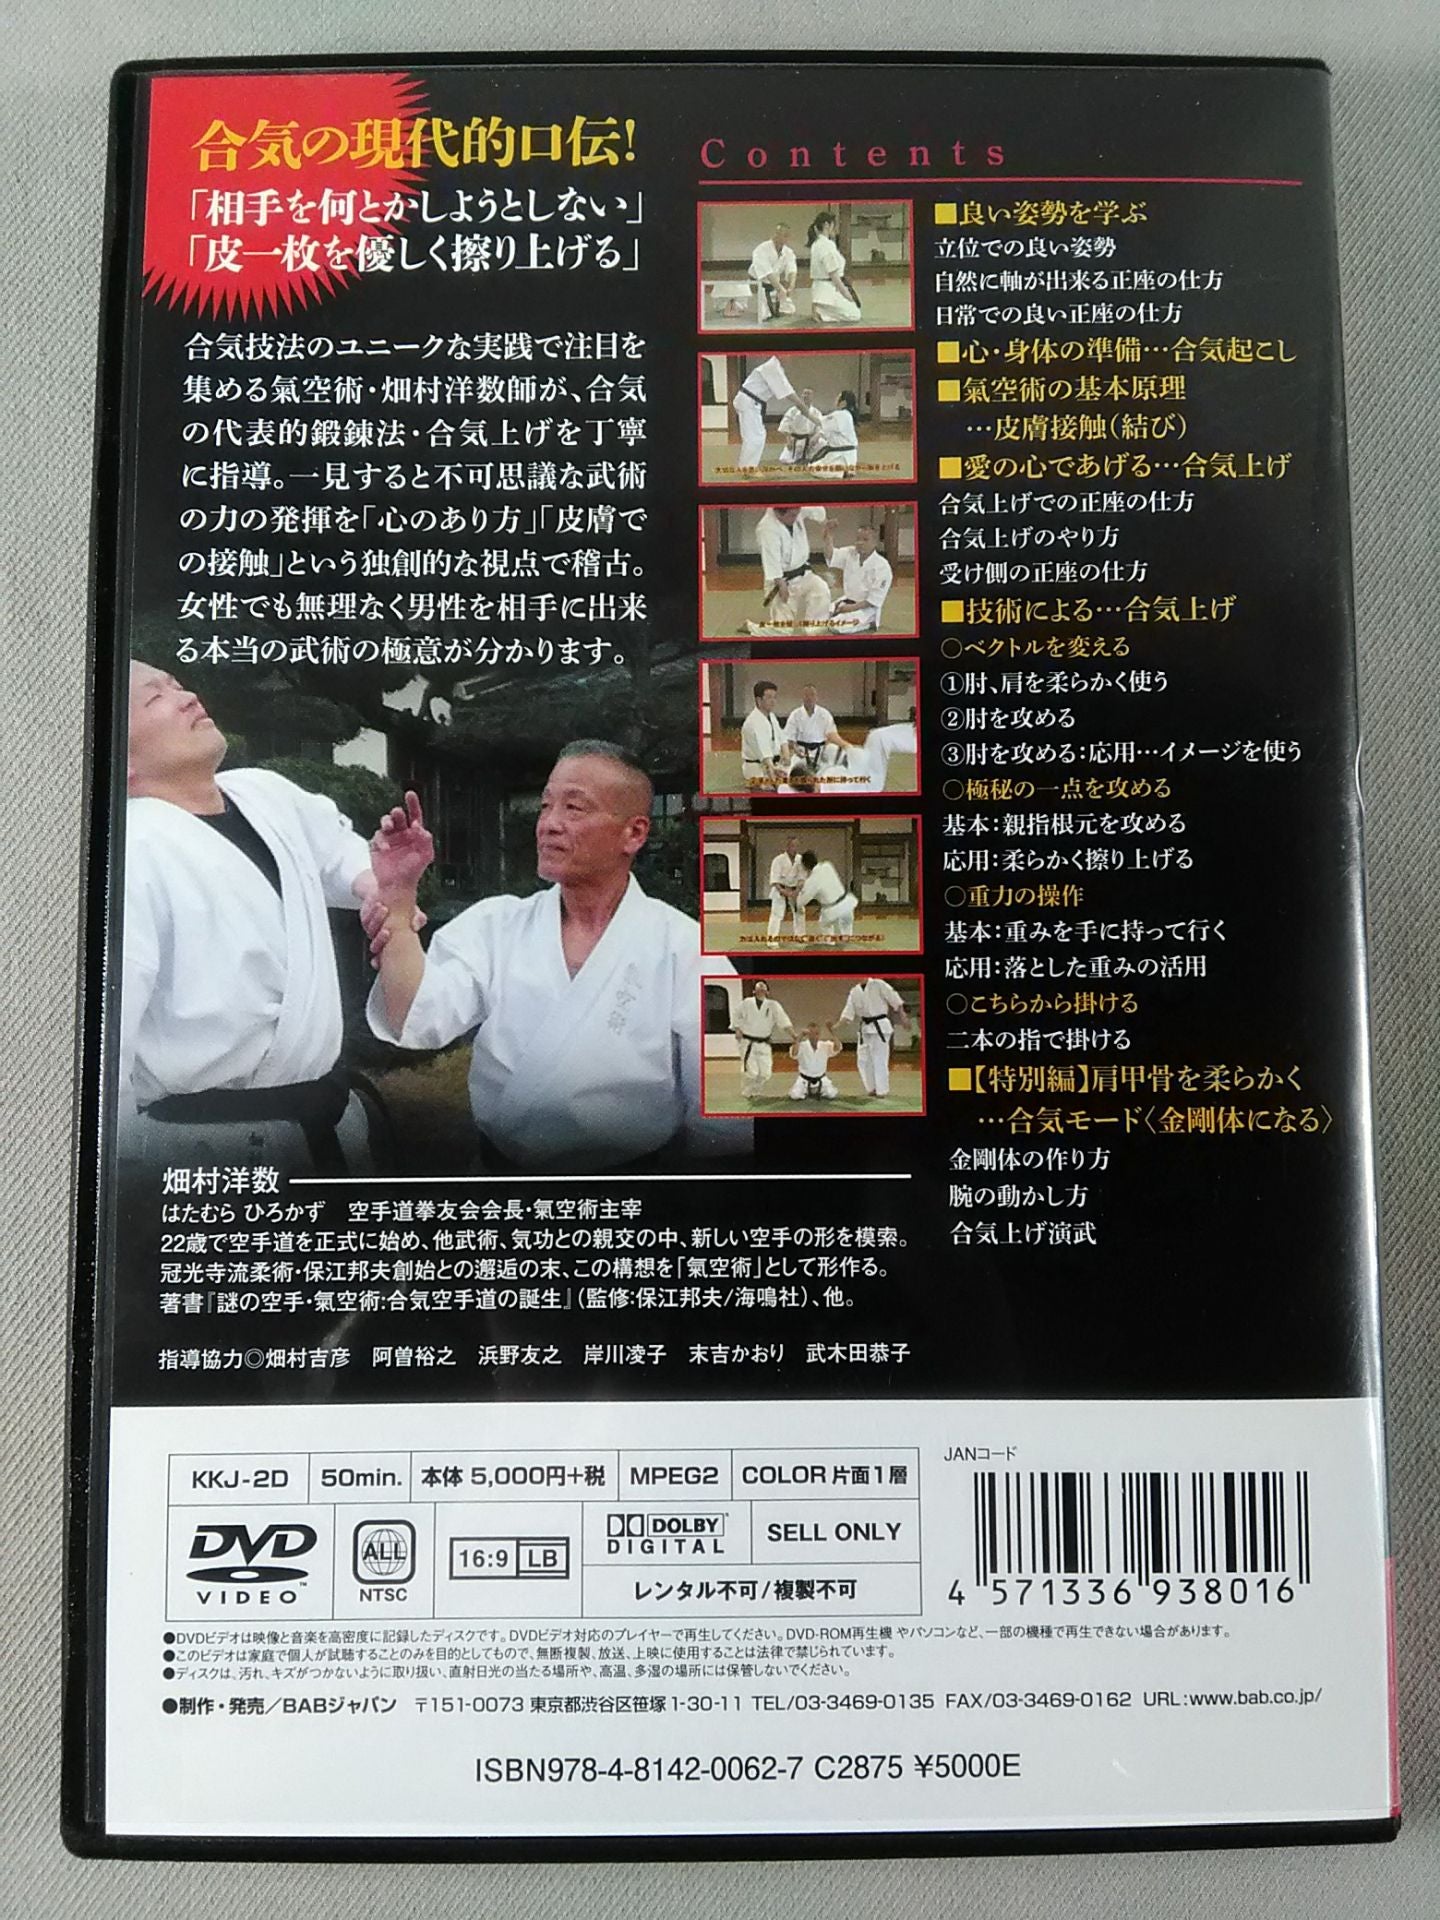 合気の現代的口伝!
「相手を何とかしようとしない」
「皮一枚を優しく擦り上げる」
合気技法のユニークな実践で注目を
集める氣空術・畑村洋数師が、合気
の代表的鍛錬法・合気上げを丁寧
に指導。一見すると不可思議な武術
の力の発揮を「心のあり方」「皮膚で
の接触」という独創的な視点で稽古。
女性でも無理なく男性を相手に出来
る本当の武術の極意が分かります。
Contents
■良い姿勢を学ぶ
立位での良い姿勢
自然に軸が出来る正座の仕方
日常での良い正座の仕方
■心・身体の準備…合気起こし
■氣空術の基本原理
…皮膚接触(結び)
■愛の心であげる…合気上げ
合気上げでの正座の仕方
合気上げのやり方
受け側の正座の仕方
■技術による…合気上げ
○ベクトルを変える
①肘、肩を柔らかく使う
②肘を攻める
③肘を攻める:応用…イメージを使う
○極秘の一点を攻める
基本:親指根元を攻める
応用:柔らかく擦り上げる
○重力の操作
基本:重みを手に持って行く
応用:落とした重みの活用
○こちらから掛ける
二本の指で掛ける
■【特別編】肩甲骨を柔らかく
…合気モード〈金剛体になる〉
金剛体の作り方
腕の動かし方
合気上げ演武
畑村洋数
はたむら ひろかず 空手道拳友会会長・氣空術主宰
22歳で空手道を正式に始め、他武術、気功との親交の中、新しい空手の形を模索。
冠光寺流柔術・保江邦夫創始との邂逅の末、この構想を「氣空術」として形作る。
著書『謎の空手・氣空術:合気空手道の誕生』(監修:保江邦夫/海鳴社)、他。
指導協力◎畑村吉彦 阿曽裕之 浜野友之 岸川凌子 末吉かおり 武木田恭子
KKJ-2D 50min. 本体 5,000円+税 MPEG2 COLOR 片面1層
DVD VIDEO ALL NTSC 16:9 LB DOLBY DIGITAL SELL ONLY
レンタル不可/複製不可
JANコード
4 571336 938016
●DVDビデオは映像と音楽を高密度に記録したディスクです。DVDビデオ対応のプレイヤーで再生してください。DVD-ROM再生機 やパソコンなど、一部の機種で再生できない場合があります。
●このビデオは家庭で個人が試聴することのみを目的としてもので、無断複製、放送、上映に使用することは法律で禁じられています。
●ディスクは、汚れ、キズがつかないように取り扱い、直射日光の当たる場所や、高温、多湿の場所には保管しないでください。
●制作・発売/BABジャパン 〒151-0073 東京都渋谷区笹塚1-30-11 TEL/03-3469-0135 FAX/03-3469-0162 URL:www.bab.co.jp/
ISBN978-4-8142-0062-7 C2875 ¥5000E